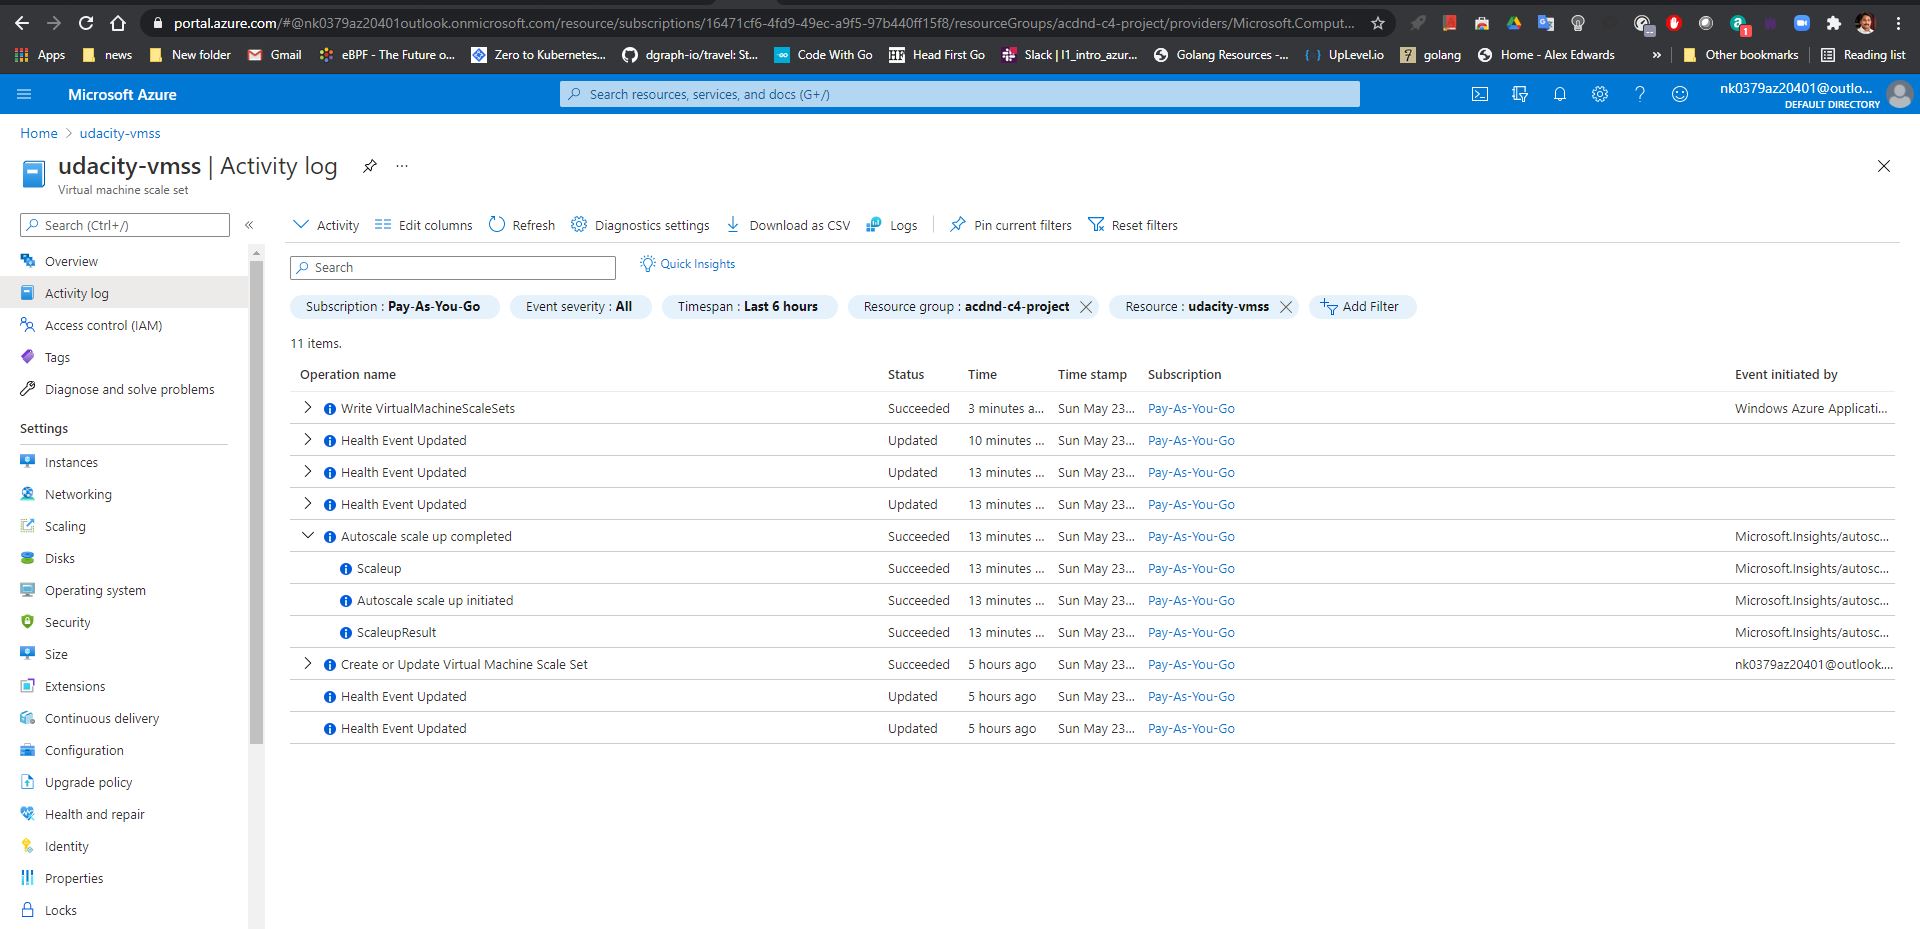 portal.azure.com/#@nk0379az20401outlook.onmicrosoft.com/resource/subscriptions/16471cf6-4fd9-49ec-a9f5-97b440ff15f8/resourceGroups/acdnd-c4-project/providers/Microsoft.Comput...
Apps news New folder Gmail eBPF - The Future o... Zero to Kubernetes... dgraph-io/travel: St... Code With Go Head First Go Slack | l1_intro_azur... Golang Resources -... UpLevel.io golang Home - Alex Edwards » Other bookmarks Reading list
Microsoft Azure
Search resources, services, and docs (G+/)
nk0379az20401@outlo...
DEFAULT DIRECTORY
Home > udacity-vmss
udacity-vmss | Activity log ...
Virtual machine scale set
Search (Ctrl+/) «
Activity Edit columns Refresh Diagnostics settings Download as CSV Logs Pin current filters Reset filters
Search
Quick Insights
Overview
Activity log
Access control (IAM)
Tags
Diagnose and solve problems
Settings
Instances
Networking
Scaling
Disks
Operating system
Security
Size
Extensions
Continuous delivery
Configuration
Upgrade policy
Health and repair
Identity
Properties
Locks
Subscription : Pay-As-You-Go Event severity : All Timespan : Last 6 hours Resource group : acdnd-c4-project Resource : udacity-vmss Add Filter
11 items.
Operation name Status Time Time stamp Subscription Event initiated by
Write VirtualMachineScaleSets Succeeded 3 minutes a... Sun May 23... Pay-As-You-Go Windows Azure Applicati...
Health Event Updated Updated 10 minutes ... Sun May 23... Pay-As-You-Go
Health Event Updated Updated 13 minutes ... Sun May 23... Pay-As-You-Go
Health Event Updated Updated 13 minutes ... Sun May 23... Pay-As-You-Go
Autoscale scale up completed Succeeded 13 minutes ... Sun May 23... Pay-As-You-Go Microsoft.Insights/autosc...
Scaleup Succeeded 13 minutes ... Sun May 23... Pay-As-You-Go Microsoft.Insights/autosc...
Autoscale scale up initiated Succeeded 13 minutes ... Sun May 23... Pay-As-You-Go Microsoft.Insights/autosc...
ScaleupResult Succeeded 13 minutes ... Sun May 23... Pay-As-You-Go Microsoft.Insights/autosc...
Create or Update Virtual Machine Scale Set Succeeded 5 hours ago Sun May 23... Pay-As-You-Go nk0379az20401@outlook....
Health Event Updated Updated 5 hours ago Sun May 23... Pay-As-You-Go
Health Event Updated Updated 5 hours ago Sun May 23... Pay-As-You-Go